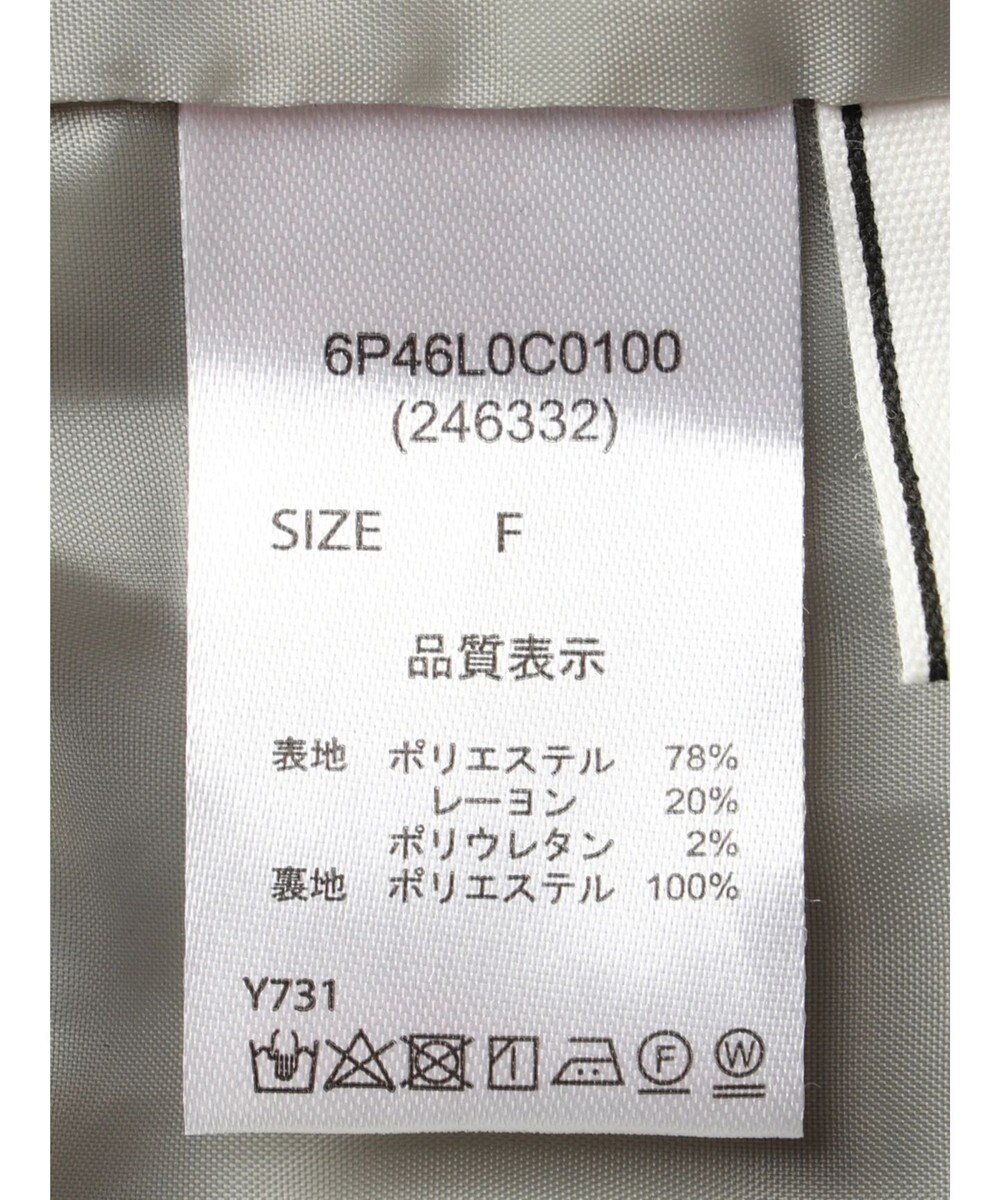 6P46L0C0100
(246332)
SIZE F
品質表示
表地 ポリエステル 78%
レーヨン 20%
ポリウレタン 2%
裏地 ポリエステル 100%
Y731
F W